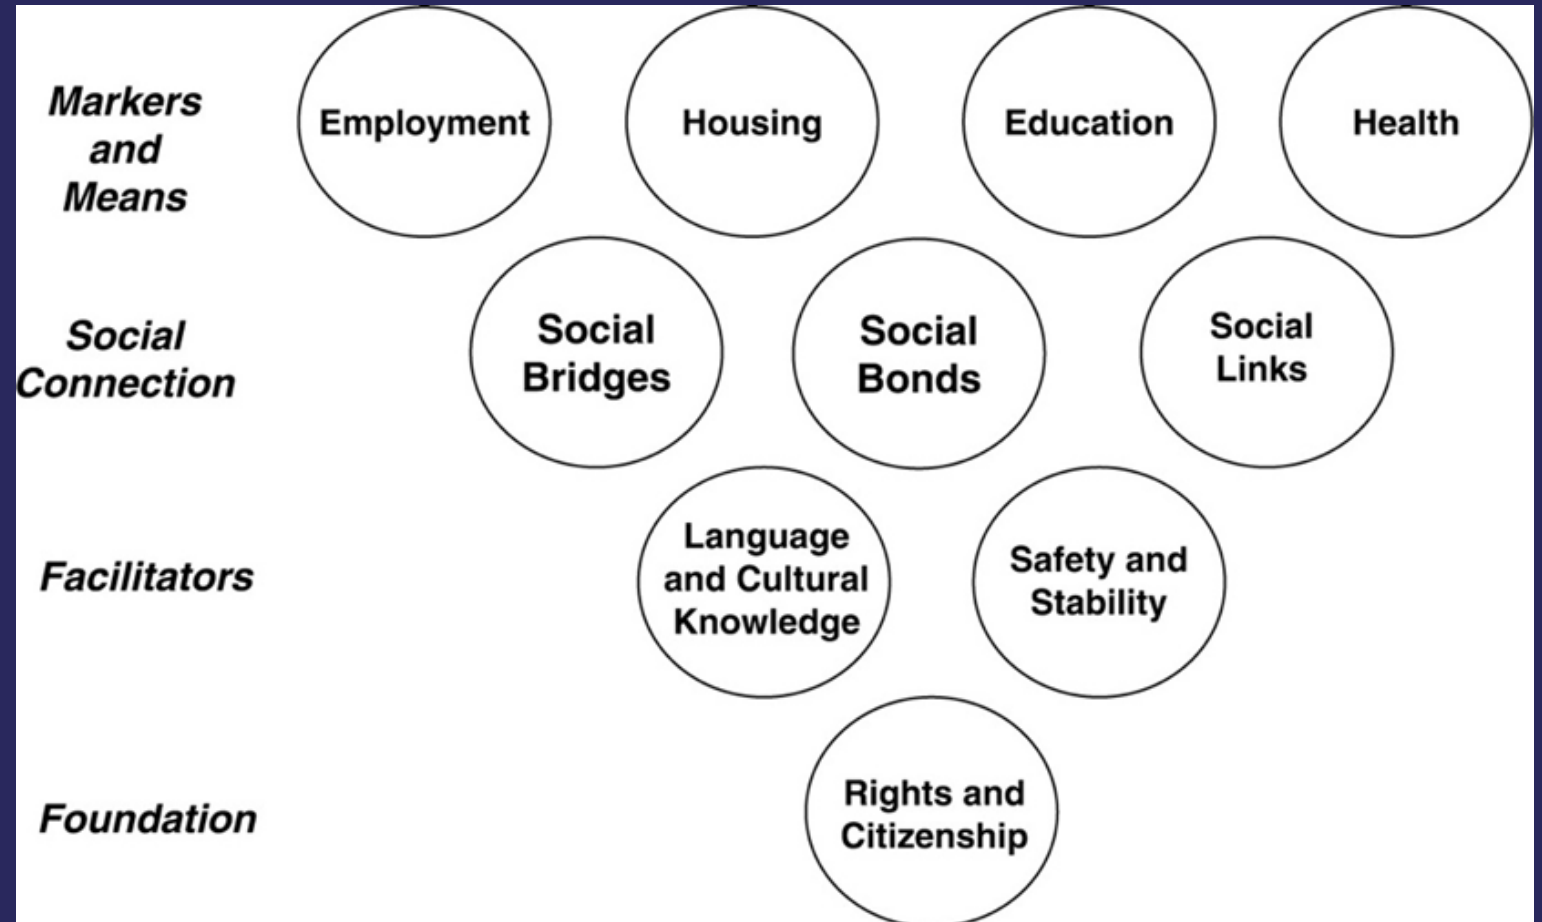 Markers
and
Means
Employment
Housing
Education
Health
Social
Connection
Social
Bridges
Social
Bonds
Social
Links
Facilitators
Language
and Cultural
Knowledge
Safety and
Stability
Foundation
Rights and
Citizenship